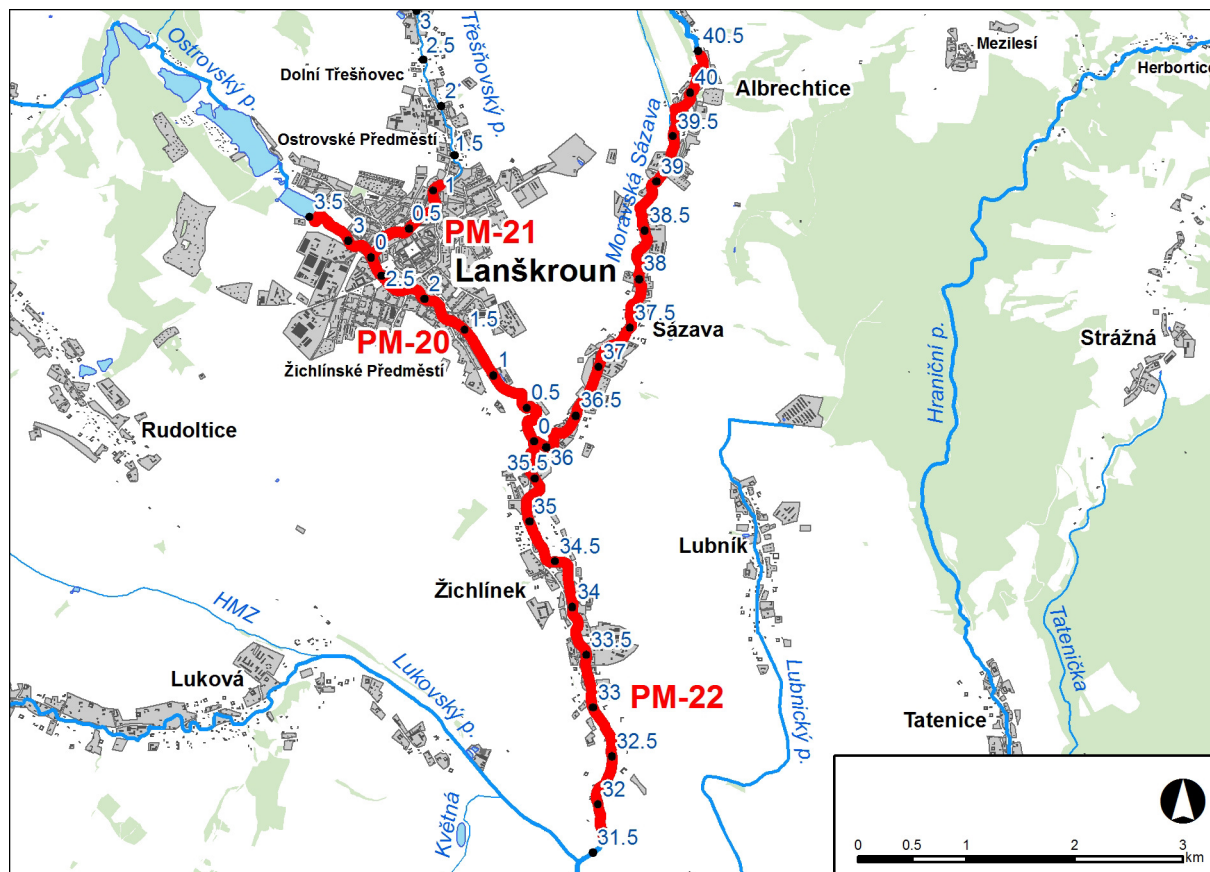 3
Třešňovský p.
40.5
Mezilesí
Ostrovský p.
2.5
Herbortice
Dolní Třešňovec
40
Albrechtice
2
Ostrovské Předměstí
1.5
39.5
Moravská Sázava
39
1
3.5
0.5
38.5
3
PM-21
0
Lanškroun
38
2.5
2
37.5
Hraniční p.
1.5
Sázava
PM-20
Strážná
Žichlínské Předměstí
37
1
0.5
36.5
Rudoltice
0
36
35.5
35
Lubník
34.5
Žichlínek
34
HMZ
Tatenička
33.5
Luková
Lukovský p.
33
PM-22
Lubnický p.
Tatenice
32.5
32
Květná
31.5
0 0.5 1 2 3
km